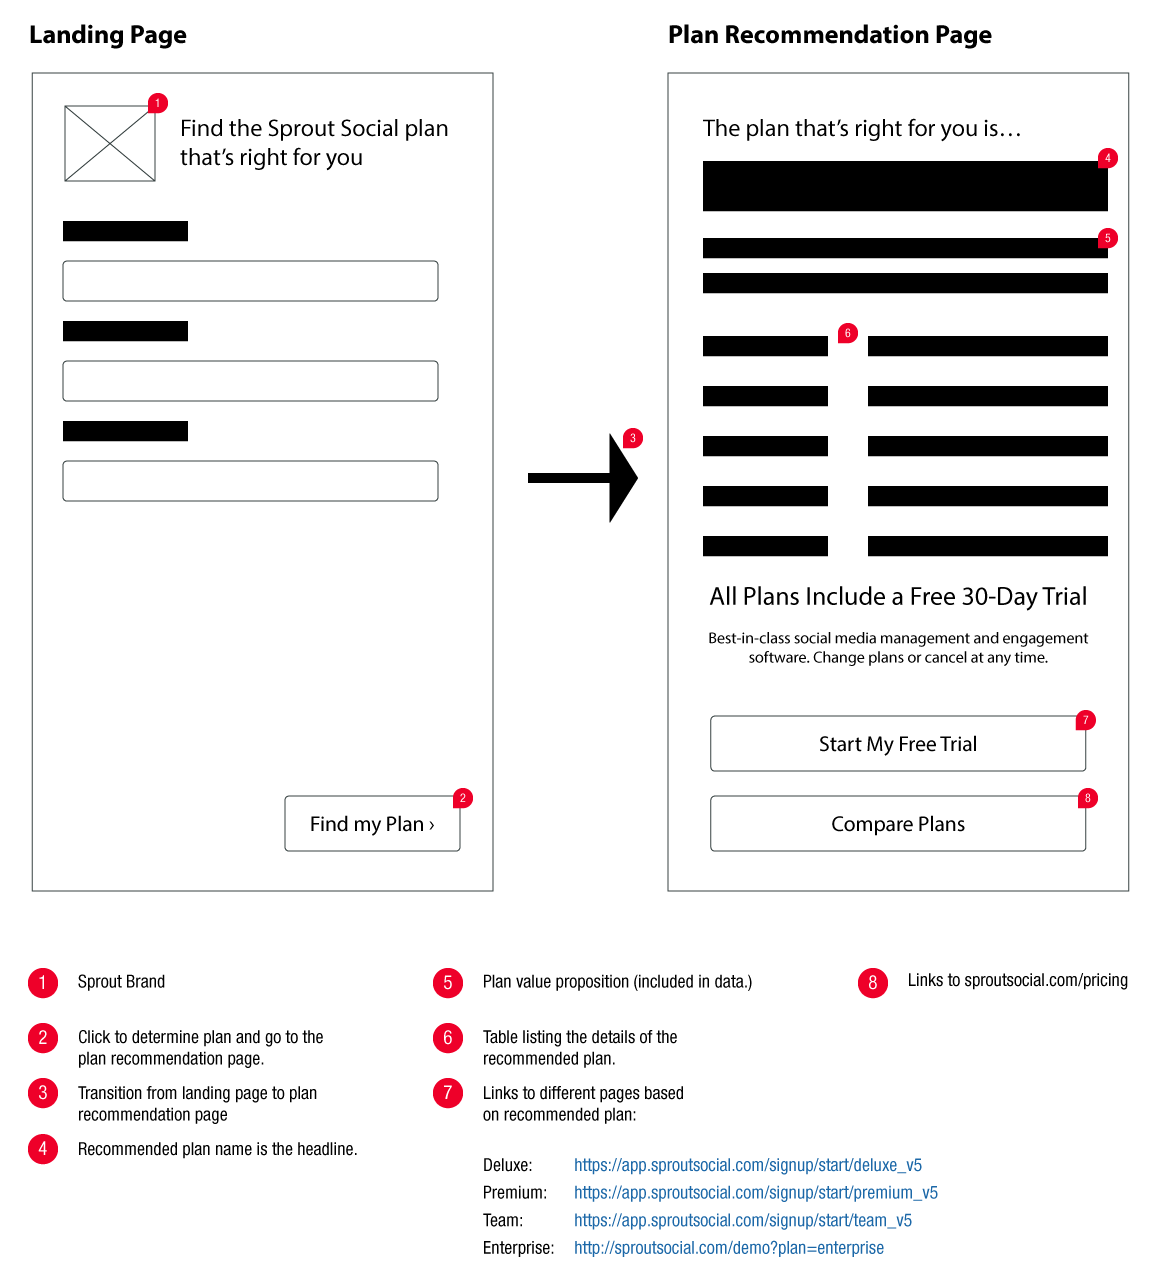 Landing Page
1
Find the Sprout Social plan
that's right for you
2
Find my Plan ›
3
Plan Recommendation Page
The plan that's right for you is...
4
5
6
All Plans Include a Free 30-Day Trial
Best-in-class social media management and engagement
software. Change plans or cancel at any time.
7
Start My Free Trial
8
Compare Plans
1 Sprout Brand
2 Click to determine plan and go to the
plan recommendation page.
3 Transition from landing page to plan
recommendation page
4 Recommended plan name is the headline.
5 Plan value proposition (included in data.)
6 Table listing the details of the
recommended plan.
7 Links to different pages based
on recommended plan:
Deluxe: https://app.sproutsocial.com/signup/start/deluxe_v5
Premium: https://app.sproutsocial.com/signup/start/premium_v5
Team: https://app.sproutsocial.com/signup/start/team_v5
Enterprise: http://sproutsocial.com/demo?plan=enterprise
8 Links to sproutsocial.com/pricing